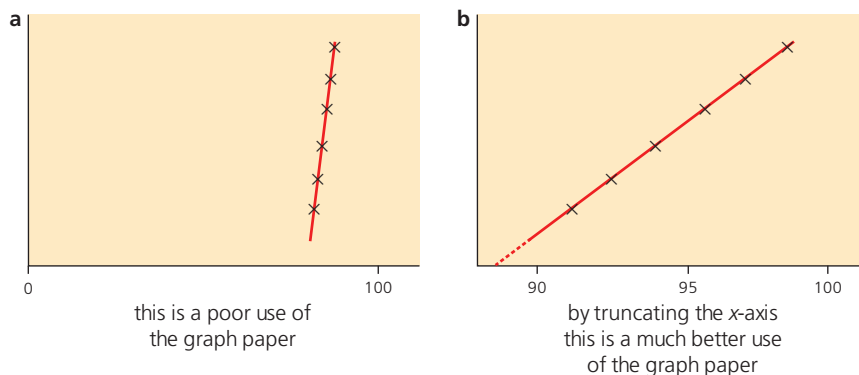 a
0
100
this is a poor use of
the graph paper
b
90
95
100
by truncating the x-axis
this is a much better use
of the graph paper